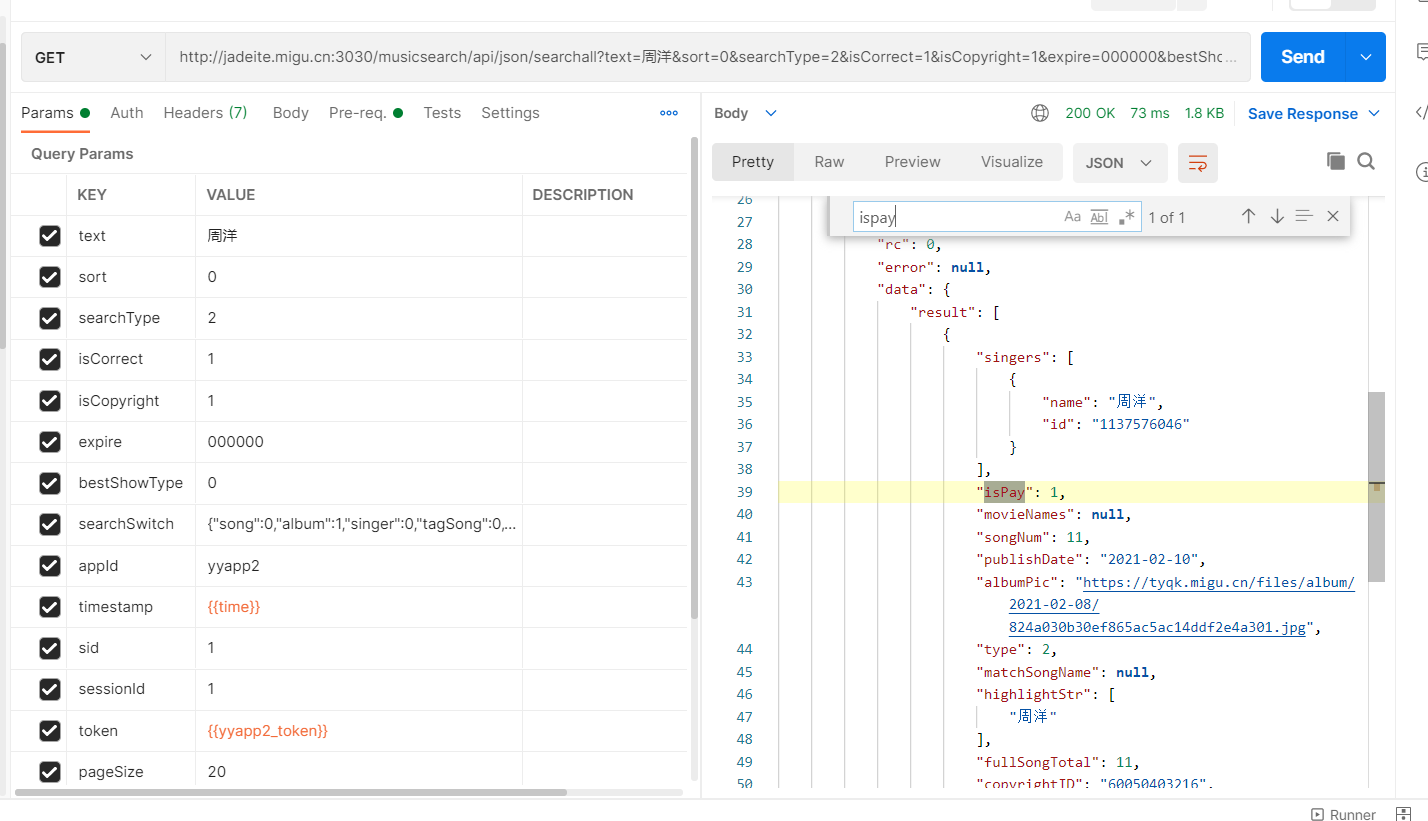 GET
http://jadeite.migu.cn:3030/musicsearch/api/json/searchall?text=周洋&sort=0&searchType=2&isCorrect=1&isCopyright=1&expire=000000&bestShc...
Send
Params
Auth
Headers (7)
Body
Pre-req.
Tests
Settings
Query Params
KEY VALUE DESCRIPTION
text 周洋
sort 0
searchType 2
isCorrect 1
isCopyright 1
expire 000000
bestShowType 0
searchSwitch {"song":0,"album":1,"singer":0,"tagSong":0,...
appId yyapp2
timestamp {{time}}
sid 1
sessionId 1
token {{yyapp2_token}}
pageSize 20
Body
200 OK 73 ms 1.8 KB Save Response
Pretty Raw Preview Visualize JSON
ispay Aa Abl .* 1 of 1
26
27
28 "rc": 0,
29 "error": null,
30 "data": {
31 "result": [
32 {
33 "singers": [
34 {
35 "name": "周洋",
36 "id": "1137576046"
37 }
38 ],
39 "isPay": 1,
40 "movieNames": null,
41 "songNum": 11,
42 "publishDate": "2021-02-10",
43 "albumPic": "https://tyqk.migu.cn/files/album/
2021-02-08/
824a030b30ef865ac5ac14ddf2e4a301.jpg",
44 "type": 2,
45 "matchSongName": null,
46 "highlightStr": [
47 "周洋"
48 ],
49 "fullSongTotal": 11,
50 "copyrightID": "60050403216",
Runner